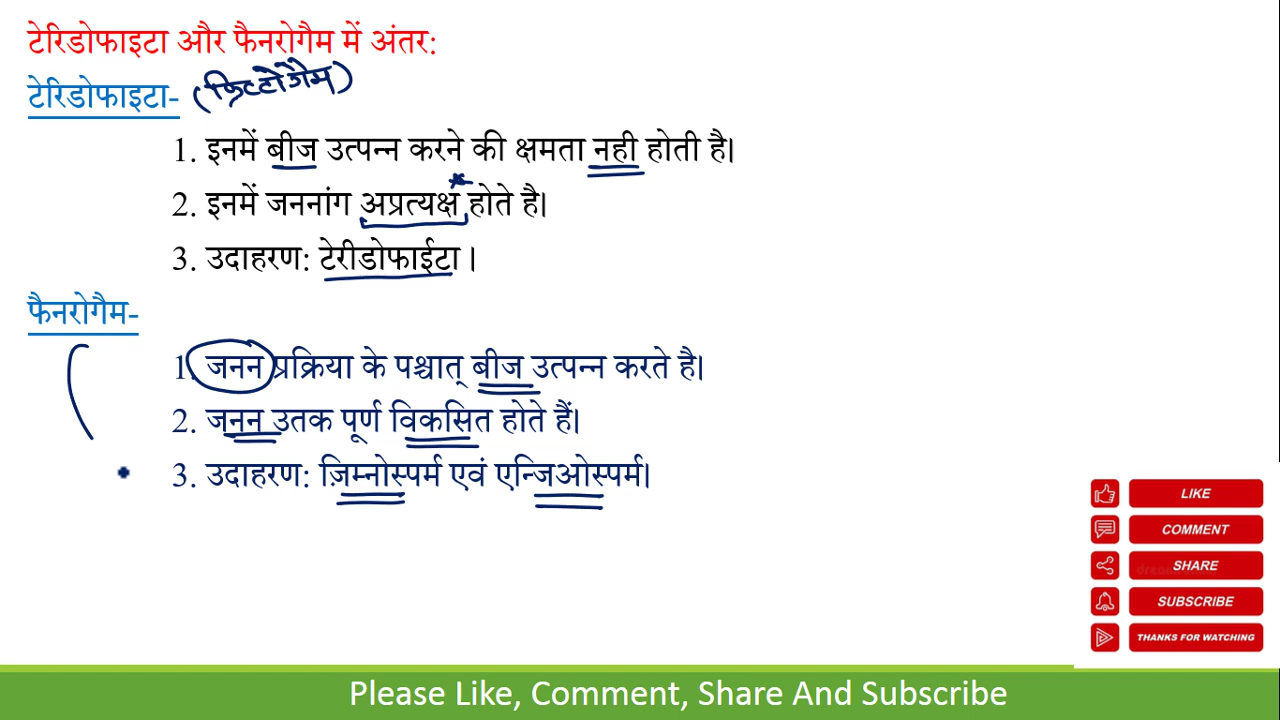 टेरिडोफाइटा और फैनरोगैम में अंतर:
टेरिडोफाइटा- (क्रिप्टोगैम)
1. इनमें बीज उत्पन्न करने की क्षमता नही होती है।
2. इनमें जननांग अप्रत्यक्ष होते है।
3. उदाहरण: टेरीडोफाईटा ।
फैनरोगैम-
1. जनन प्रक्रिया के पश्चात् बीज उत्पन्न करते है।
2. जनन उतक पूर्ण विकसित होते हैं।
3. उदाहरण: ज़िम्नोस्पर्म एवं एन्जिओस्पर्म।
LIKE
COMMENT
SHARE
SUBSCRIBE
THANKS FOR WATCHING
Please Like, Comment, Share And Subscribe